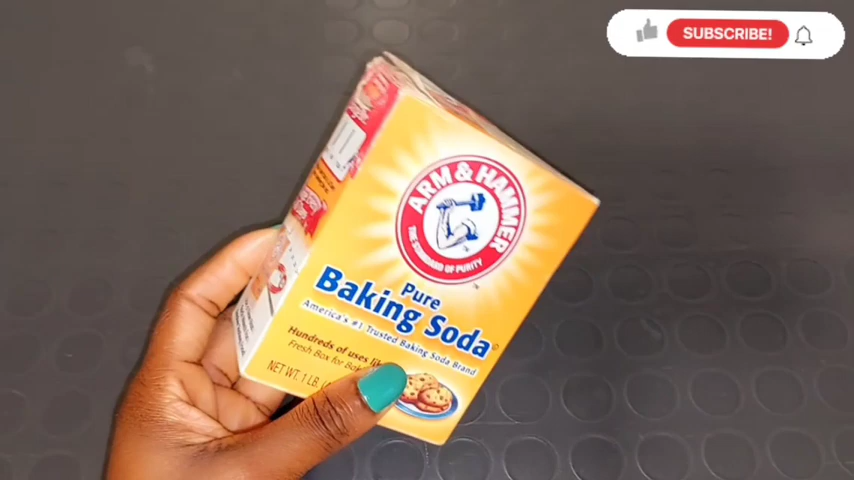 SUBSCRIBE!
ARM & HAMMER
THE STANDARD OF PURITY
Pure
Baking Soda
America's #1 Trusted Baking Soda Brand
Hundreds of uses
Fresh Box for
NET WT. 1 LB.